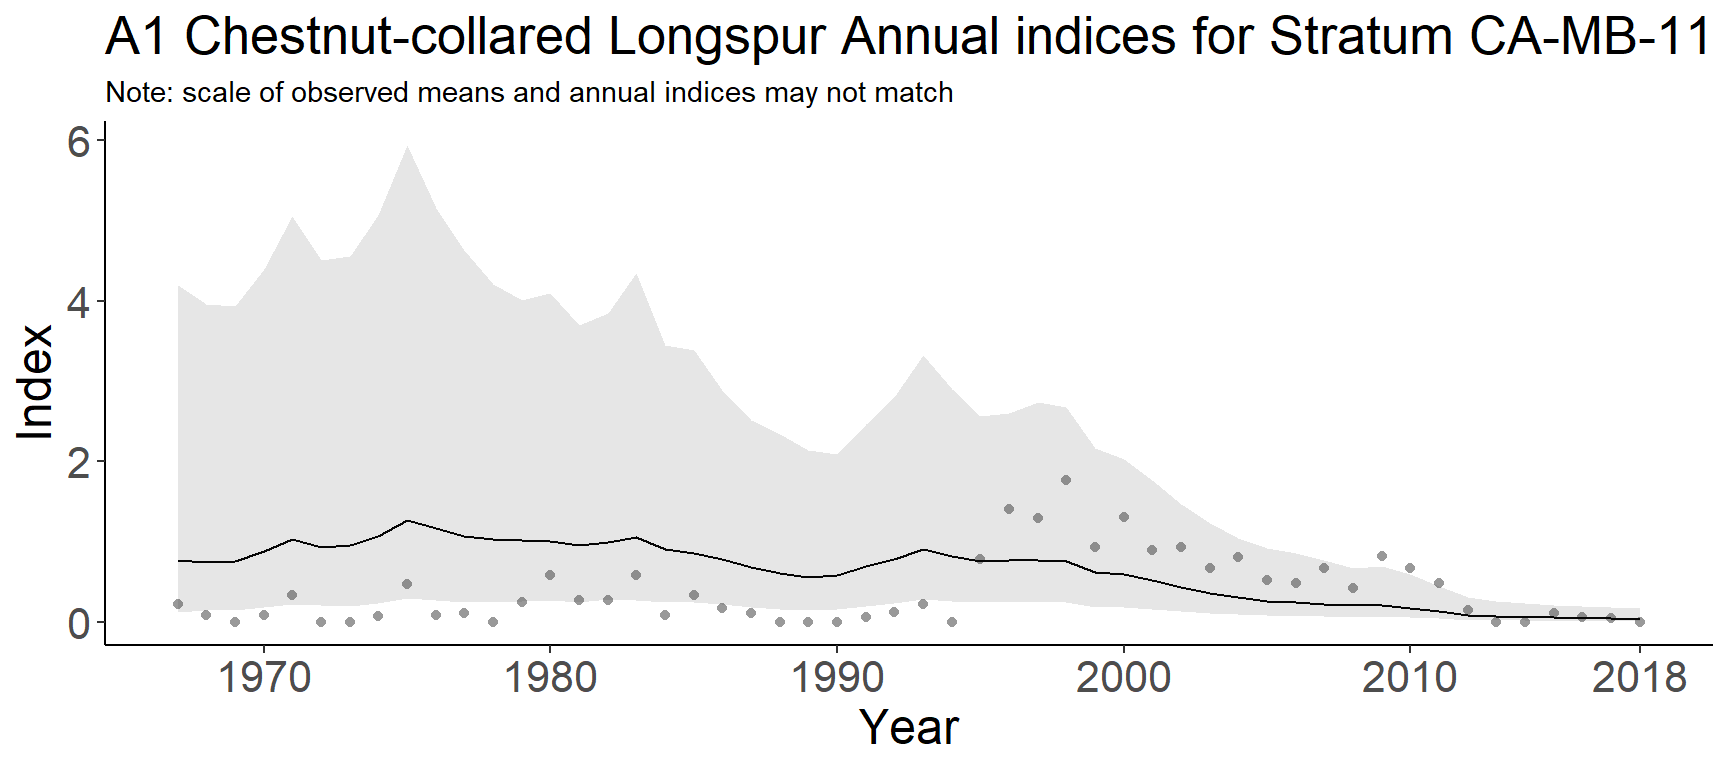 A1 Chestnut-collared Longspur Annual indices for Stratum CA-MB-11
Note: scale of observed means and annual indices may not match
6
4
2
0
Index
1970 1980 1990 2000 2010 2018
Year